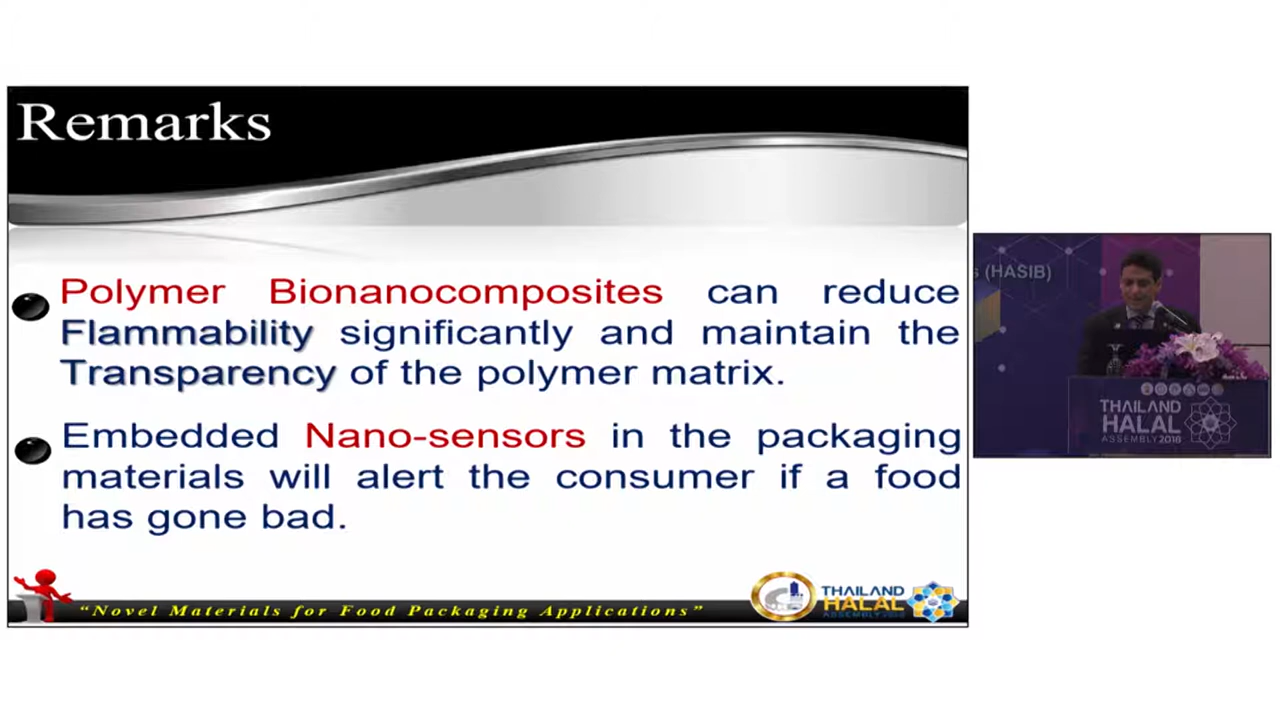 Remarks
Polymer Bionanocomposites can reduce
Flammability significantly and maintain the
Transparency of the polymer matrix.
Embedded Nano-sensors in the packaging
materials will alert the consumer if a food
has gone bad.
"Novel Materials for Food Packaging Applications"
THAILAND
HALAL
ASSEMBLY 2018
s (HASIB)
THAILAND
HALAL
ASSEMBLY 2018